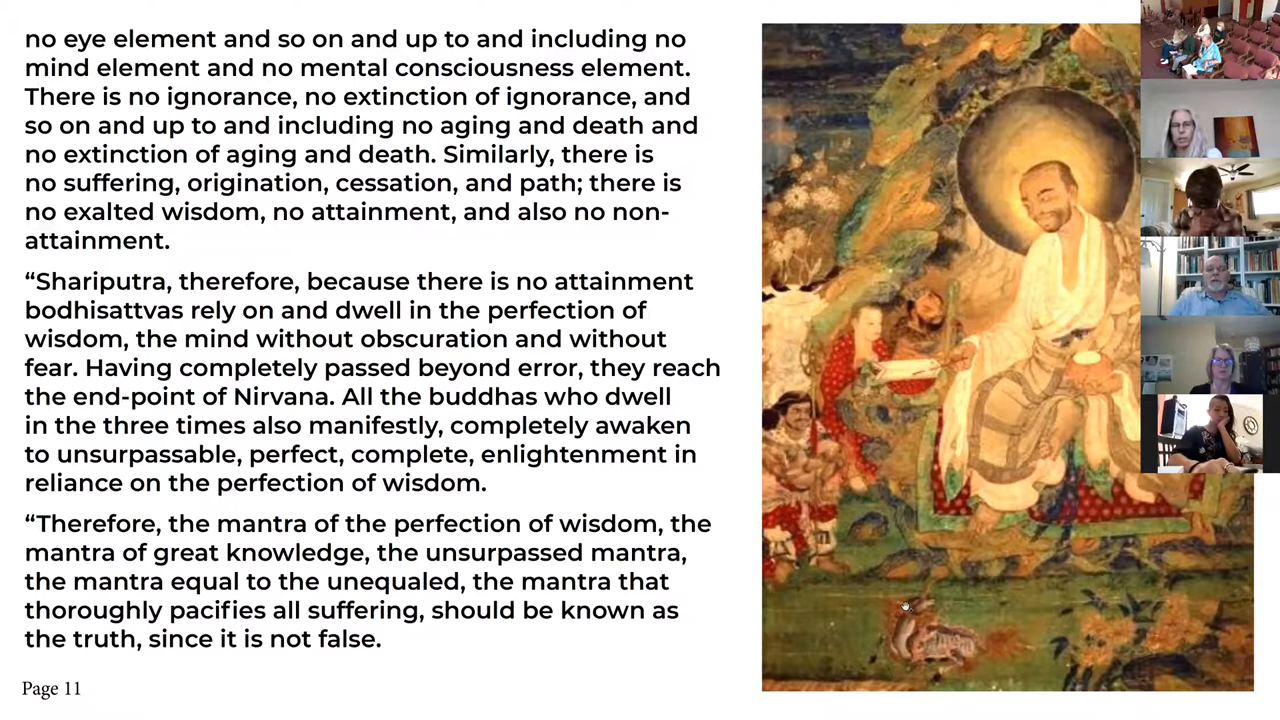 no eye element and so on and up to and including no
mind element and no mental consciousness element.
There is no ignorance, no extinction of ignorance, and
so on and up to and including no aging and death and
no extinction of aging and death. Similarly, there is
no suffering, origination, cessation, and path; there is
no exalted wisdom, no attainment, and also no non-
attainment.
“Shariputra, therefore, because there is no attainment
bodhisattvas rely on and dwell in the perfection of
wisdom, the mind without obscuration and without
fear. Having completely passed beyond error, they reach
the end-point of Nirvana. All the buddhas who dwell
in the three times also manifestly, completely awaken
to unsurpassable, perfect, complete, enlightenment in
reliance on the perfection of wisdom.
“Therefore, the mantra of the perfection of wisdom, the
mantra of great knowledge, the unsurpassed mantra,
the mantra equal to the unequaled, the mantra that
thoroughly pacifies all suffering, should be known as
the truth, since it is not false.
Page 11